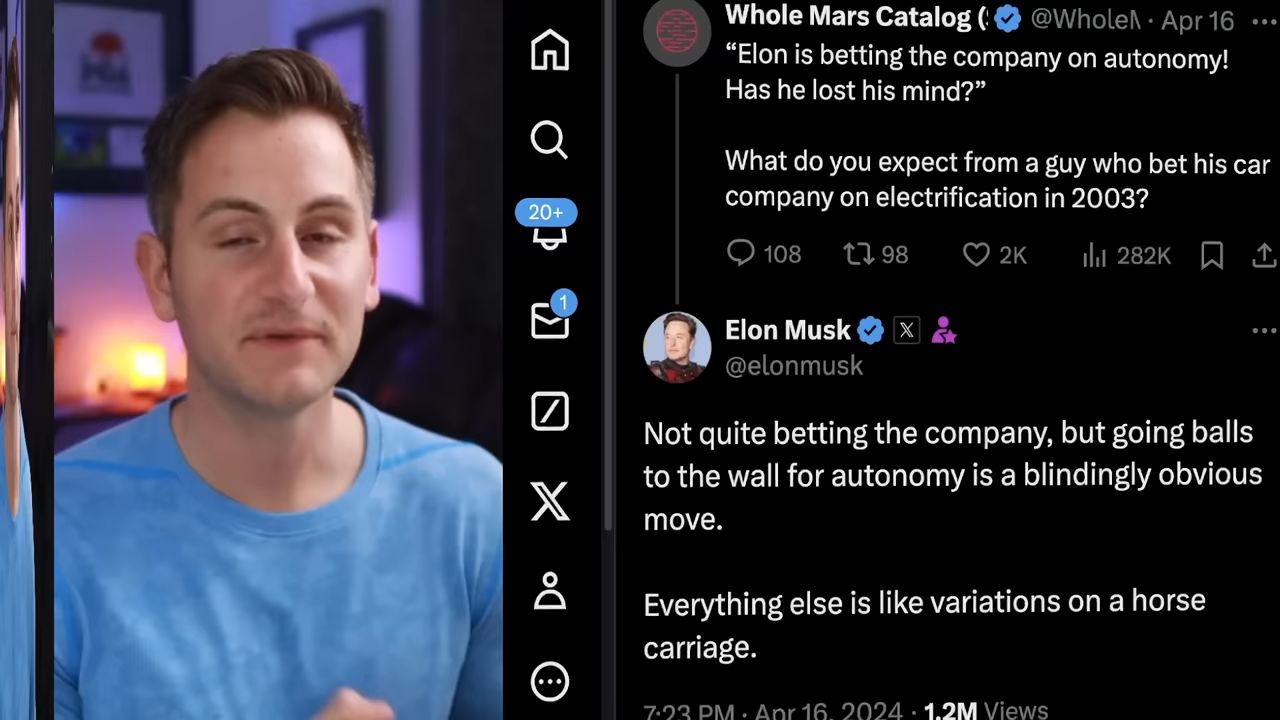 Whole Mars Catalog (
@WholeM · Apr 16
“Elon is betting the company on autonomy!
Has he lost his mind?”
What do you expect from a guy who bet his car
company on electrification in 2003?
108 98 2K 282K
20+
1
Elon Musk
@elonmusk
Not quite betting the company, but going balls
to the wall for autonomy is a blindingly obvious
move.
Everything else is like variations on a horse
carriage.
7:23 PM · Apr 16, 2024 · 1.2M Views